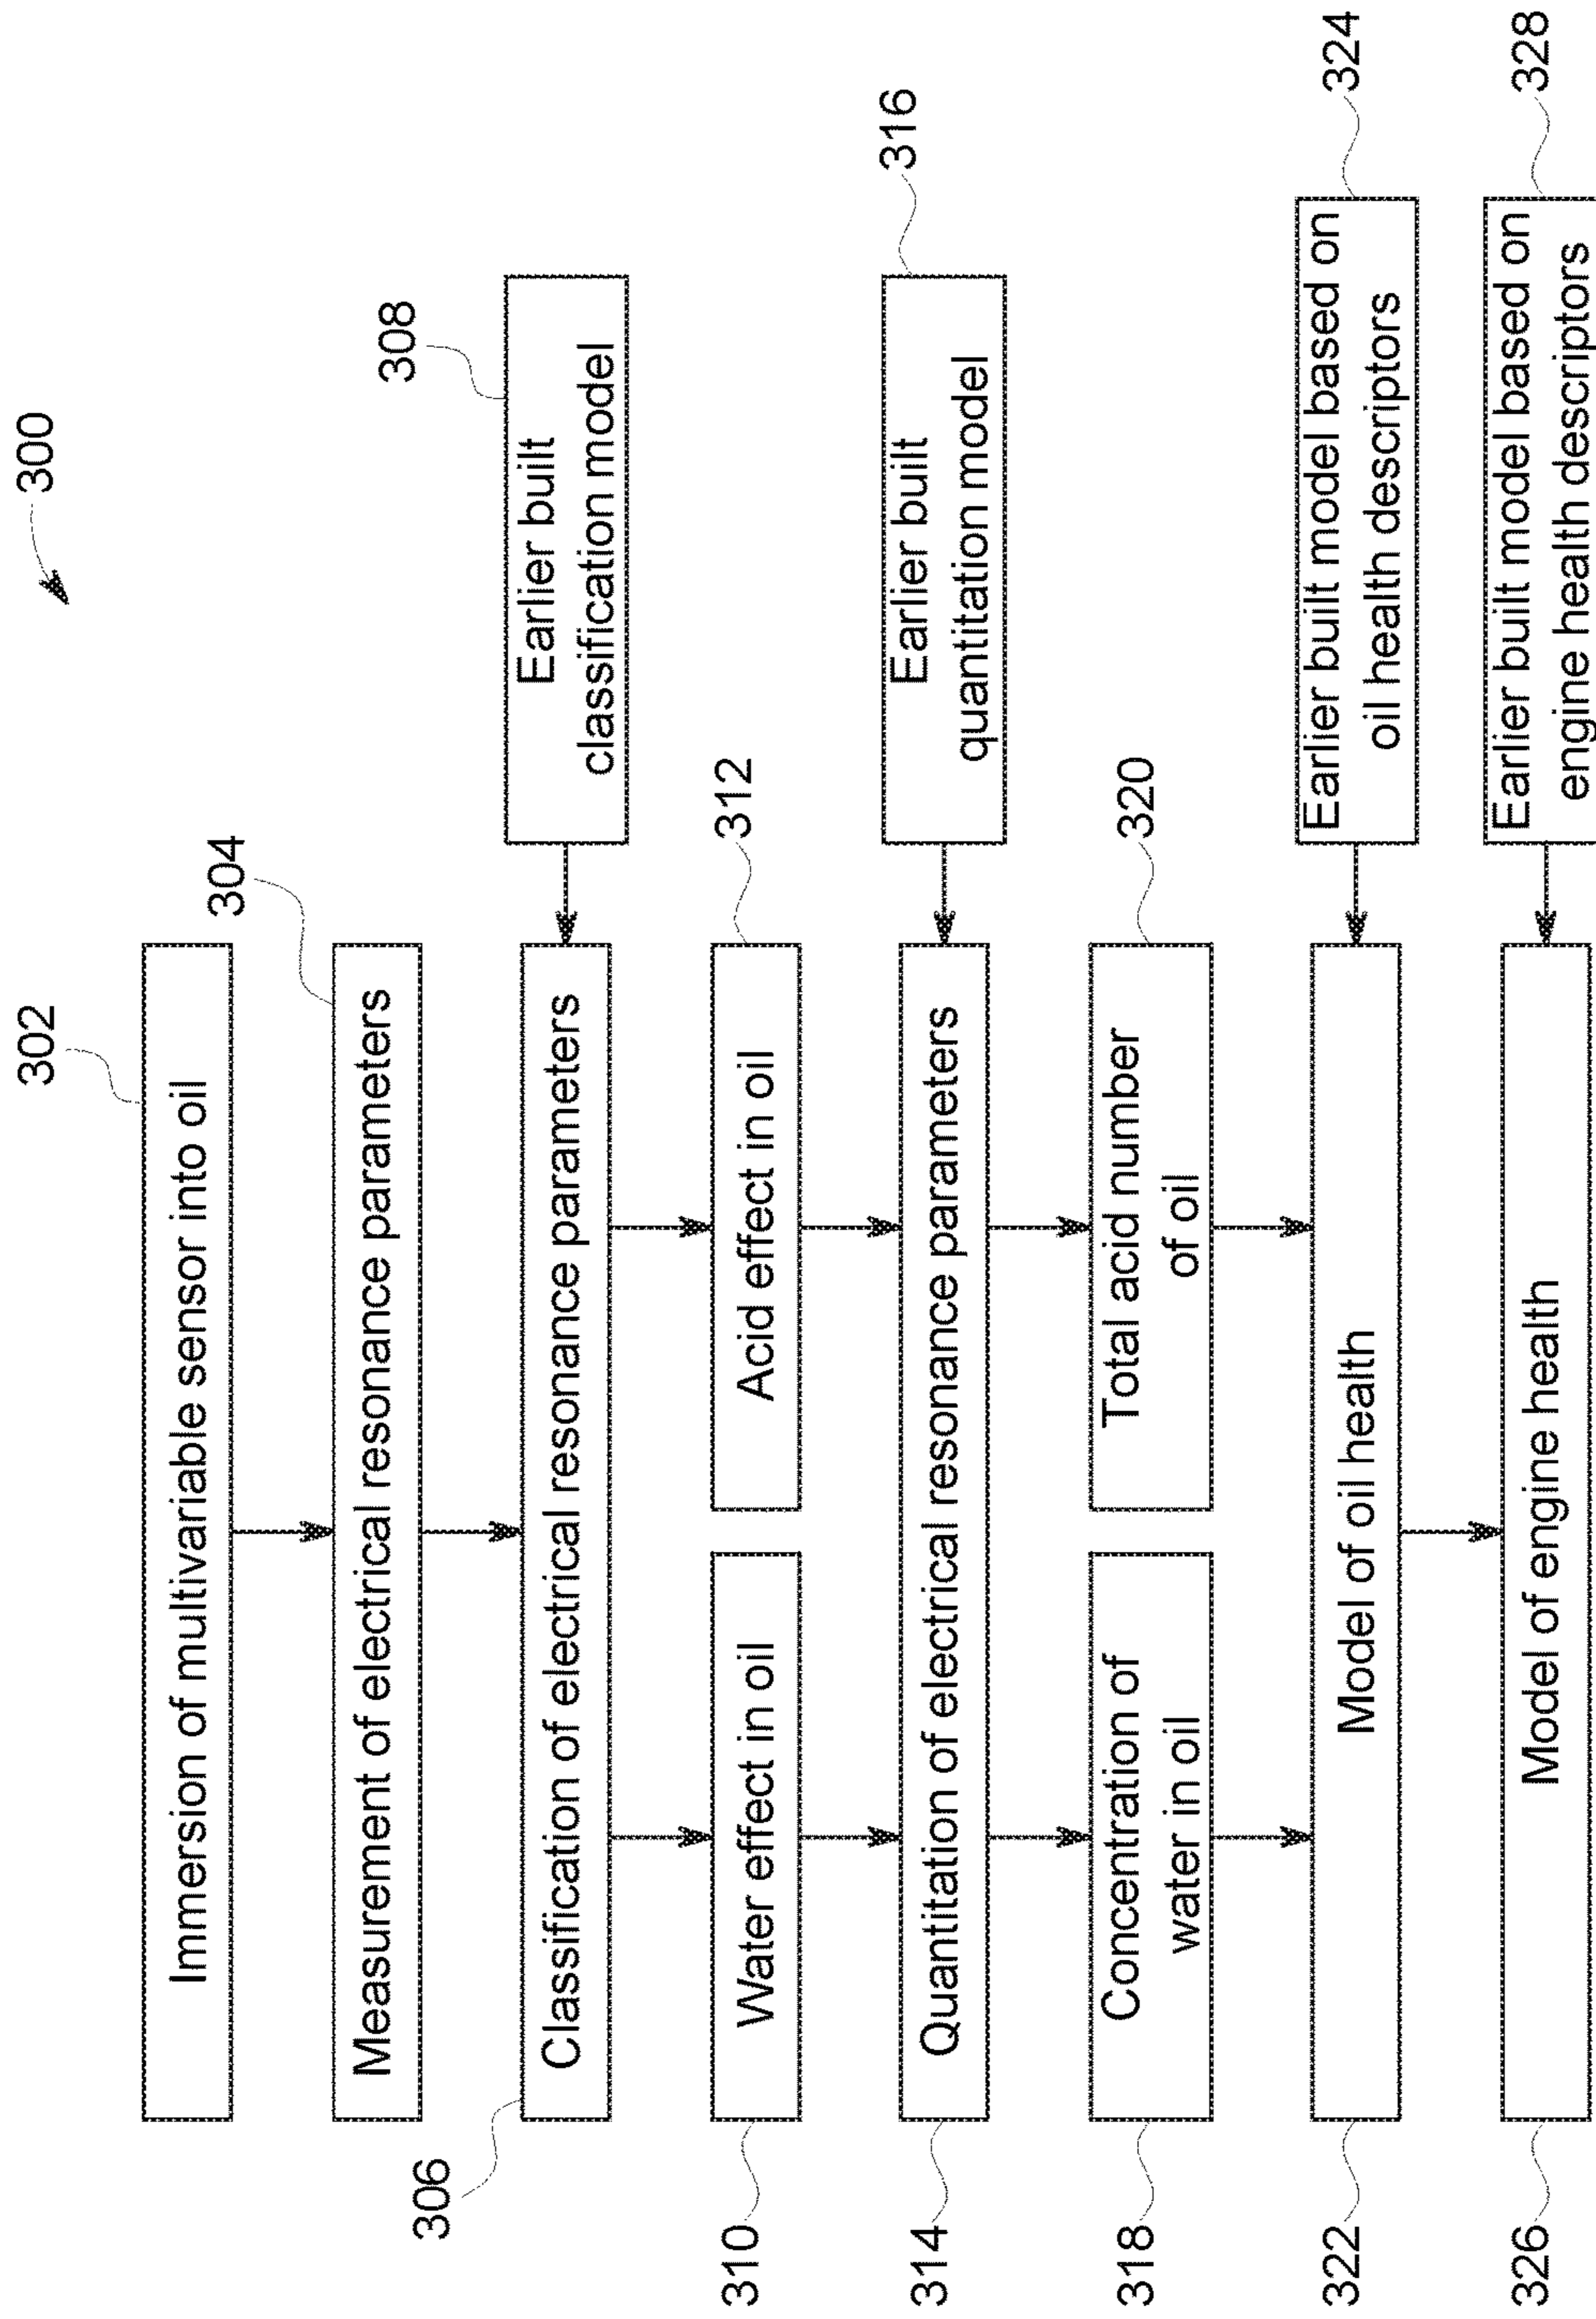 300
302
Immersion of multivariable sensor into oil
304
Measurement of electrical resonance parameters
306
Classification of electrical resonance parameters
308
Earlier built
classification model
310
Water effect in oil
Acid effect in oil
312
314
Quantitation of electrical resonance parameters
Earlier built
quantitation model
316
318
Concentration of
water in oil
Total acid number
of oil
320
322
Model of oil health
Earlier built model based on
oil health descriptors
324
326
Model of engine health
Earlier built model based on
engine health descriptors
328